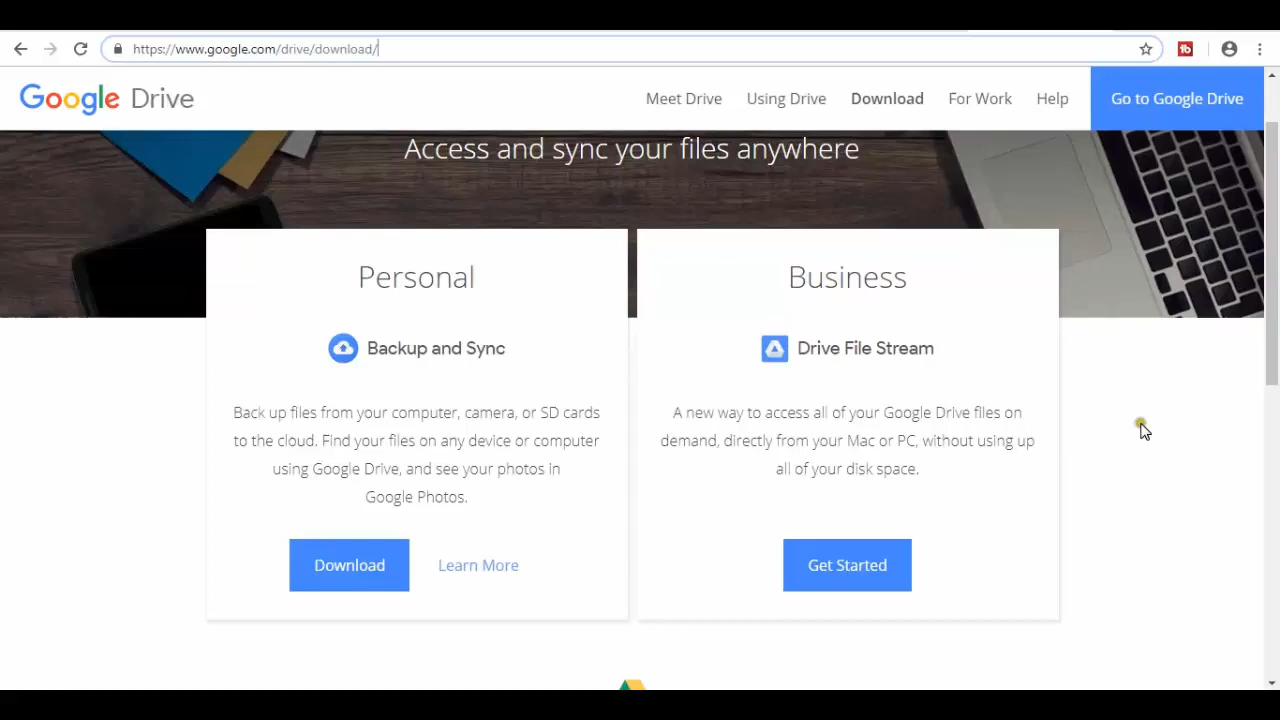 https://www.google.com/drive/download/
Google Drive
Meet Drive
Using Drive
Download
For Work
Help
Go to Google Drive
Access and sync your files anywhere
Personal
Backup and Sync
Back up files from your computer, camera, or SD cards
to the cloud. Find your files on any device or computer
using Google Drive, and see your photos in
Google Photos.
Download
Learn More
Business
Drive File Stream
A new way to access all of your Google Drive files on
demand, directly from your Mac or PC, without using up
all of your disk space.
Get Started